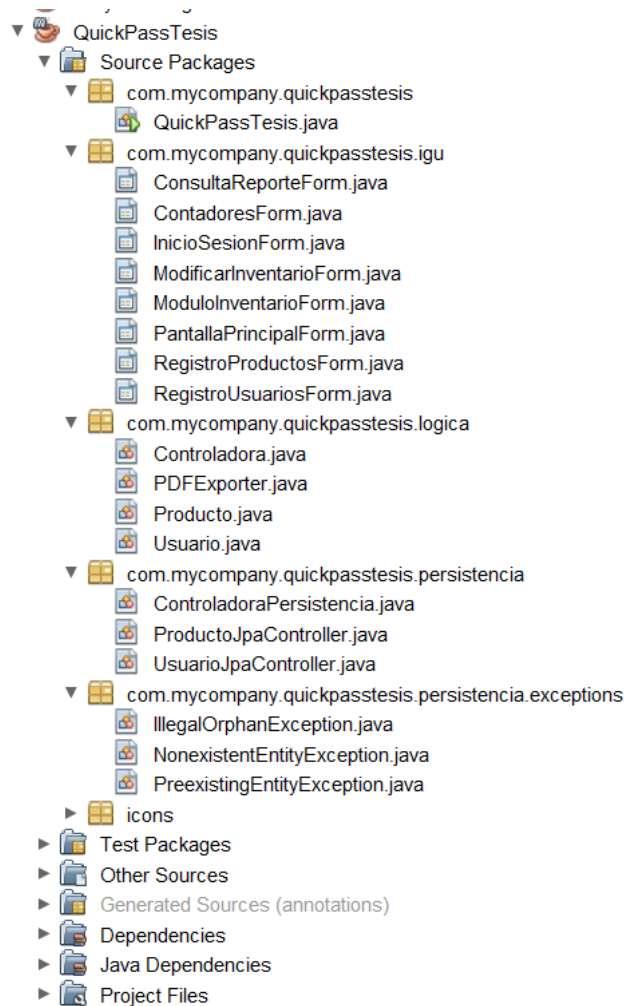 QuickPassTesis
Source Packages
com.mycompany.quickpasstesis
QuickPassTesis.java
com.mycompany.quickpasstesis.igu
ConsultaReporteForm.java
ContadoresForm.java
InicioSesionForm.java
ModificarInventarioForm.java
ModuloInventarioForm.java
PantallaPrincipalForm.java
RegistroProductosForm.java
RegistroUsuariosForm.java
com.mycompany.quickpasstesis.logica
Controladora.java
PDFExporter.java
Producto.java
Usuario.java
com.mycompany.quickpasstesis.persistencia
ControladoraPersistencia.java
ProductoJpaController.java
UsuarioJpaController.java
com.mycompany.quickpasstesis.persistencia.exceptions
IllegalOrphanException.java
NonexistentEntityException.java
PreexistingEntityException.java
icons
Test Packages
Other Sources
Generated Sources (annotations)
Dependencies
Java Dependencies
Project Files